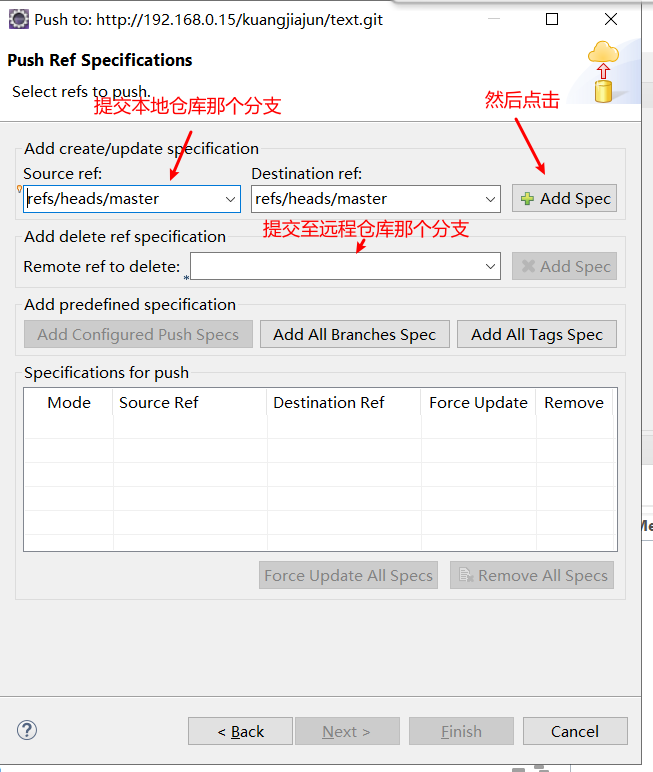 Push to: http://192.168.0.15/kuangjiajun/text.git
Push Ref Specifications
Select refs to push.
提交本地仓库那个分支
然后点击
Add create/update specification
Source ref:
Destination ref:
refs/heads/master
refs/heads/master
Add Spec
Add delete ref specification
提交至远程仓库那个分支
Remote ref to delete:
Add Spec
Add predefined specification
Add Configured Push Specs
Add All Branches Spec
Add All Tags Spec
Specifications for push
Mode
Source Ref
Destination Ref
Force Update
Remove
Force Update All Specs
Remove All Specs
< Back
Next >
Finish
Cancel